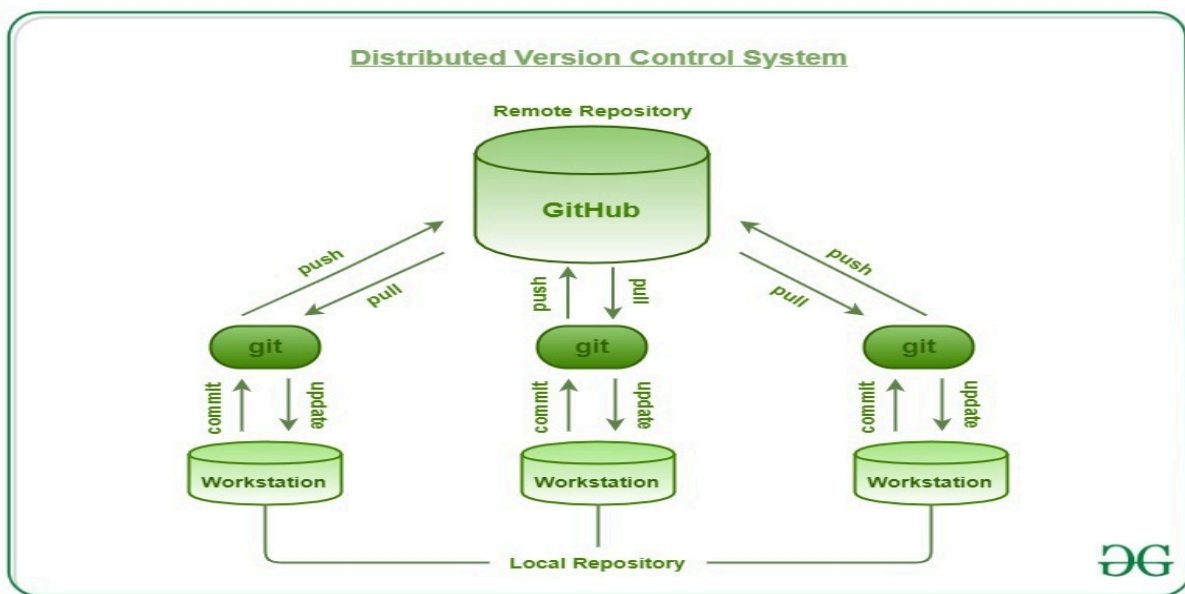 Distributed Version Control System
Remote Repository
GitHub
push
pull
push
pull
push
pull
git
git
git
commit
update
commit
update
commit
update
Workstation
Workstation
Workstation
Local Repository
GG